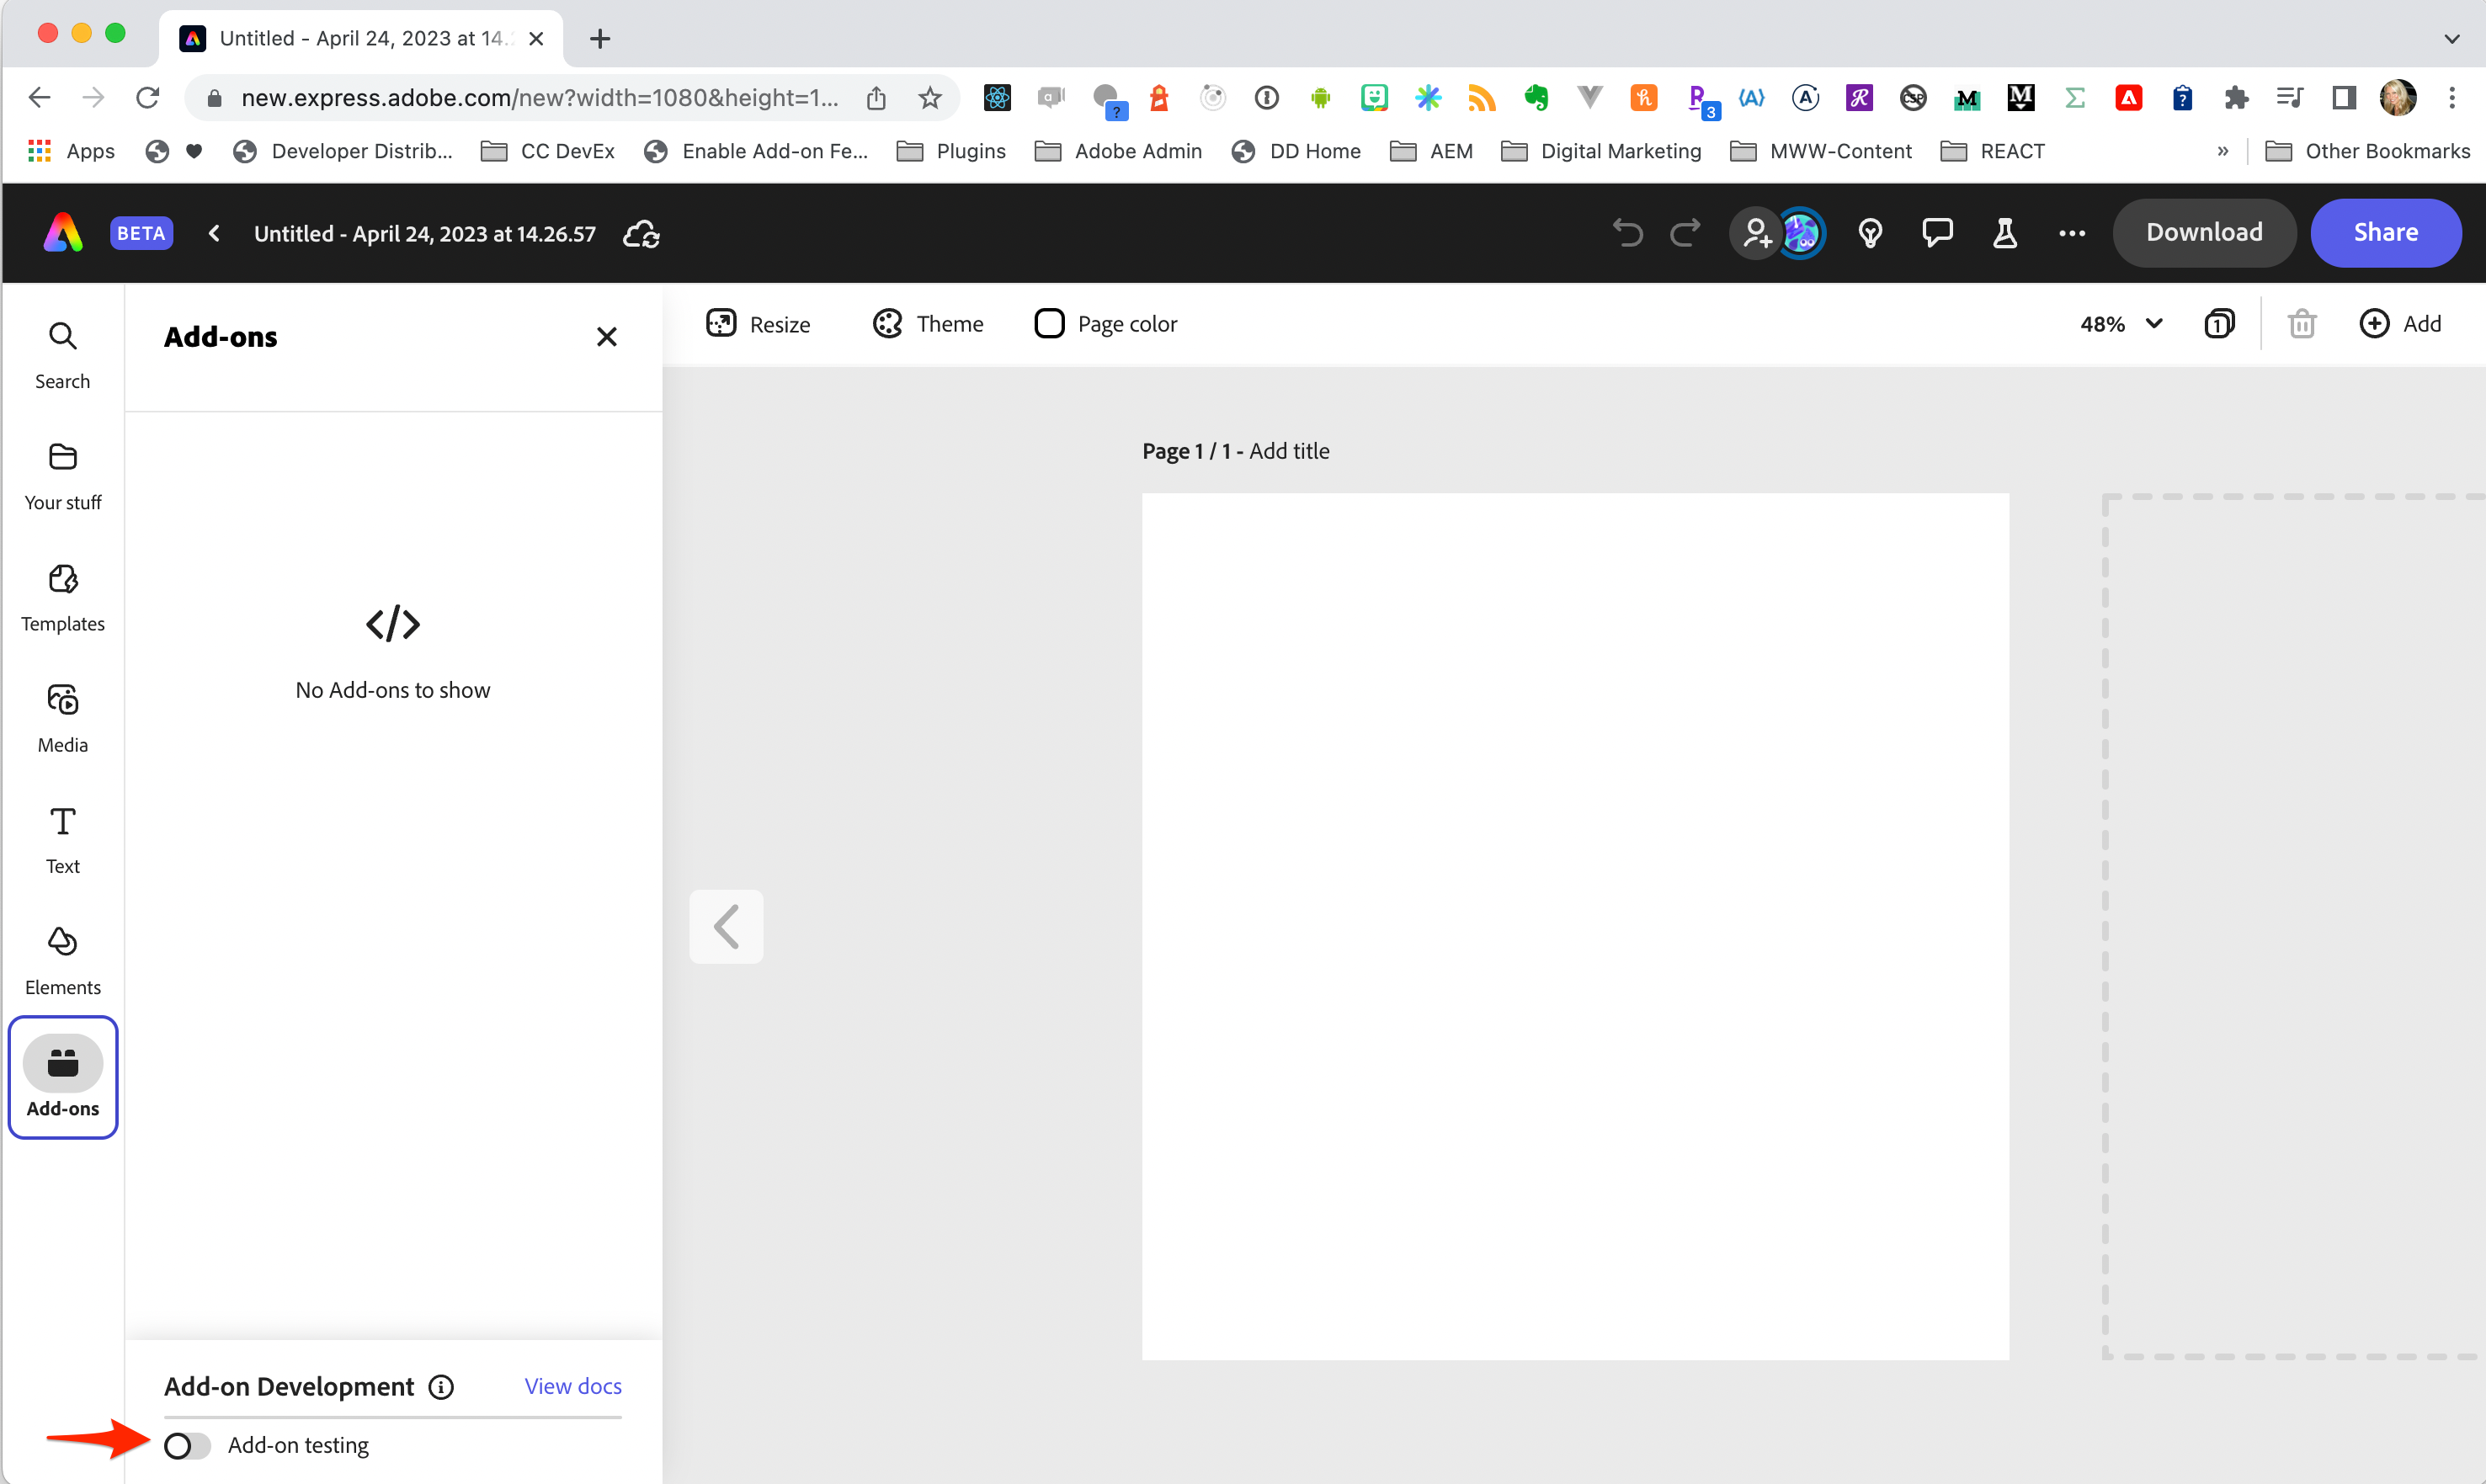 Untitled - April 24, 2023 at 14.
new.express.adobe.com/new?width=1080&height=1...
3
Apps
Developer Distrib...
CC DevEx
Enable Add-on Fe...
Plugins
Adobe Admin
DD Home
AEM
Digital Marketing
MWW-Content
REACT
»
Other Bookmarks
BETA
Untitled - April 24, 2023 at 14.26.57
Download
Share
Search
Your stuff
Templates
Media
Text
Elements
Add-ons
Add-ons
No Add-ons to show
Add-on Development
View docs
Add-on testing
Resize
Theme
Page color
48%
1
Add
Page 1 / 1 - Add title